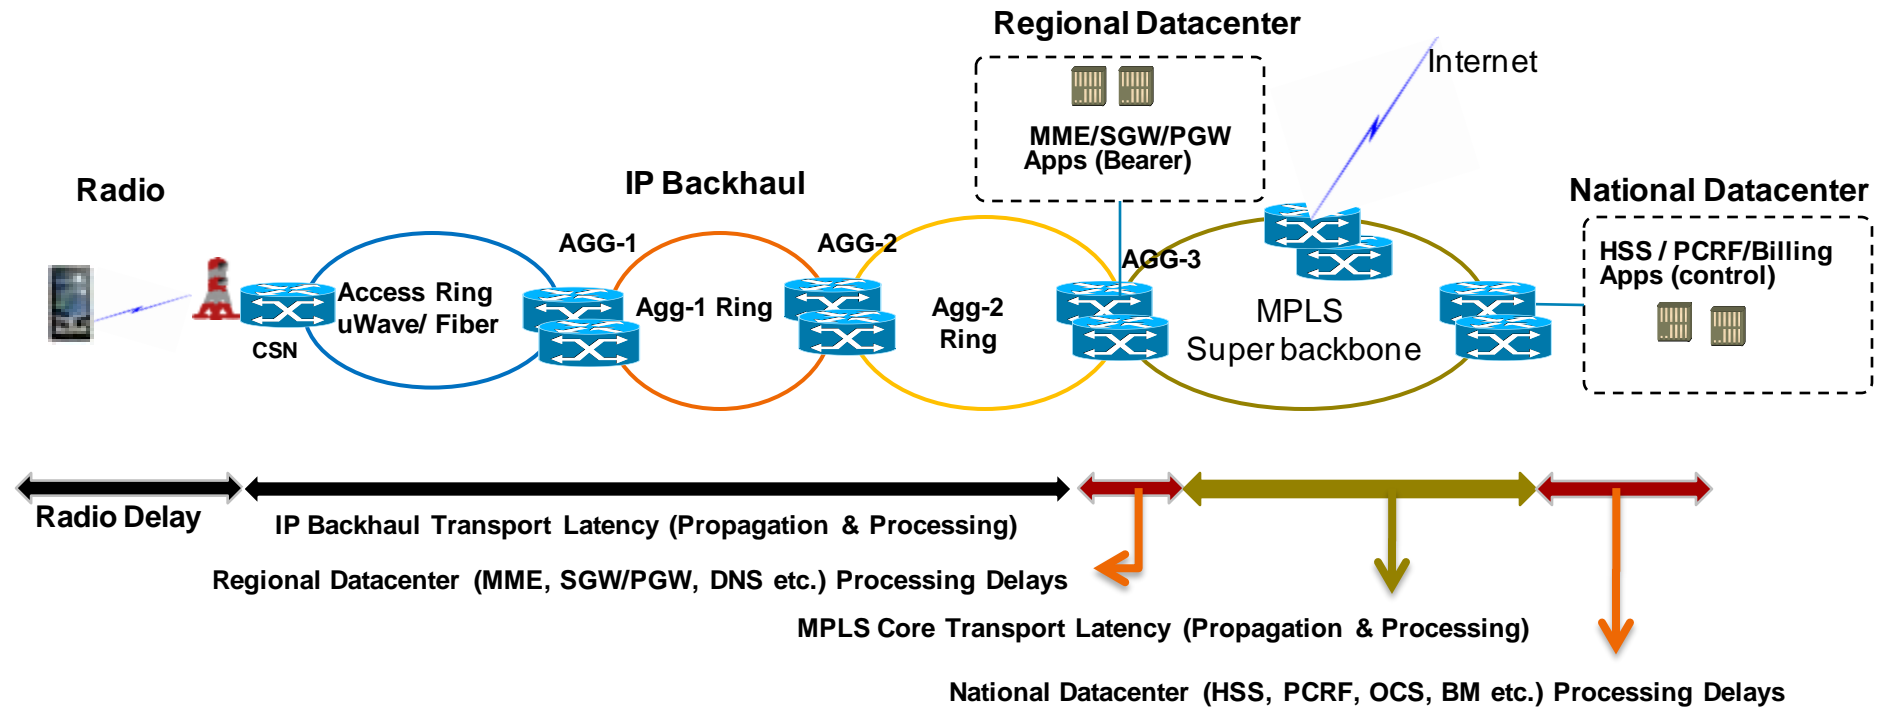 Regional Datacenter
Internet
MME/SGW/PGW
Apps (Bearer)
Radio
IP Backhaul
National Datacenter
AGG-1
AGG-2
AGG-3
HSS / PCRF/Billing
Apps (control)
Access Ring
uWave/ Fiber
Agg-1 Ring
Agg-2
Ring
MPLS
Super backbone
CSN
Radio Delay
IP Backhaul Transport Latency (Propagation & Processing)
Regional Datacenter (MME, SGW/PGW, DNS etc.) Processing Delays
MPLS Core Transport Latency (Propagation & Processing)
National Datacenter (HSS, PCRF, OCS, BM etc.) Processing Delays